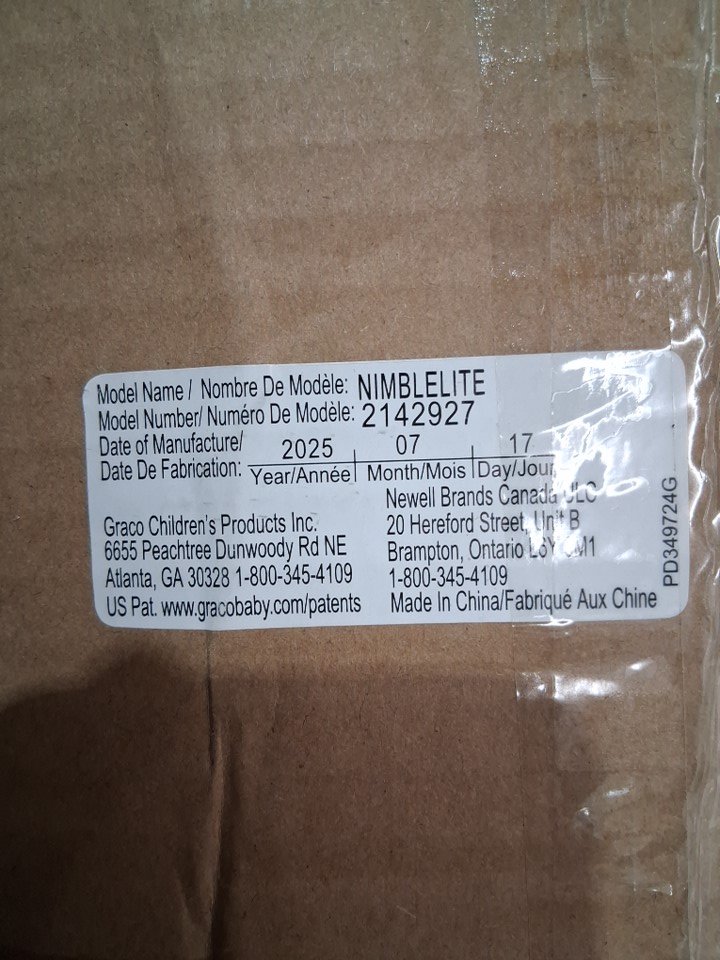 Model Name / Nombre De Modèle: NIMBLELITE
Model Number/ Numéro De Modèle: 2142927
Date of Manufacture/
Date De Fabrication:
2025 07 17
Year/Année Month/Mois Day/Jour
Graco Children's Products Inc.
6655 Peachtree Dunwoody Rd NE
Atlanta, GA 30328 1-800-345-4109
US Pat. www.gracobaby.com/patents
Newell Brands Canada ULC
20 Hereford Street, Unit B
Brampton, Ontario
1-800-345-4109
Made In China/Fabriqué Aux Chine
PD349724G